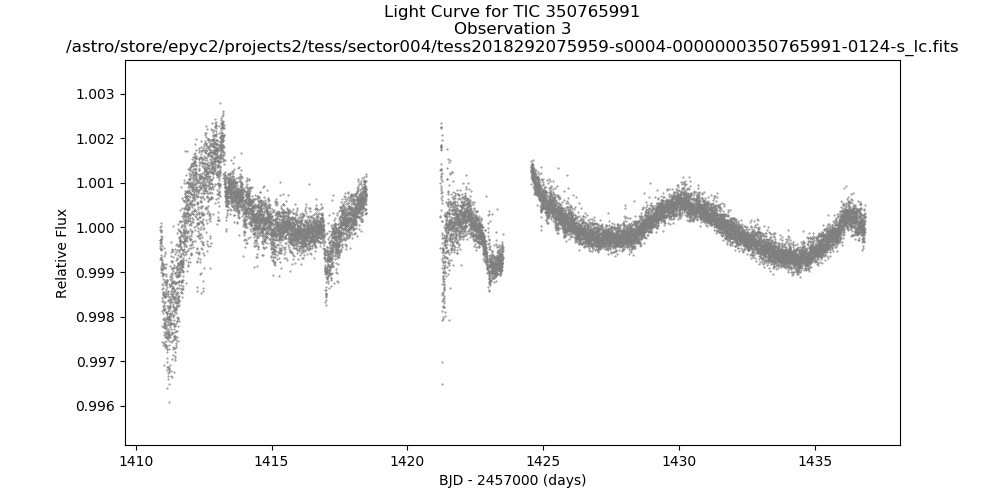 Light Curve for TIC 350765991
Observation 3
/astro/store/epyc2/projects2/tess/sector004/tess2018292075959-s0004-0000000350765991-0124-s_lc.fits
1.003
1.002
1.001
1.000
0.999
0.998
0.997
0.996
Relative Flux
1410 1415 1420 1425 1430 1435
BJD - 2457000 (days)